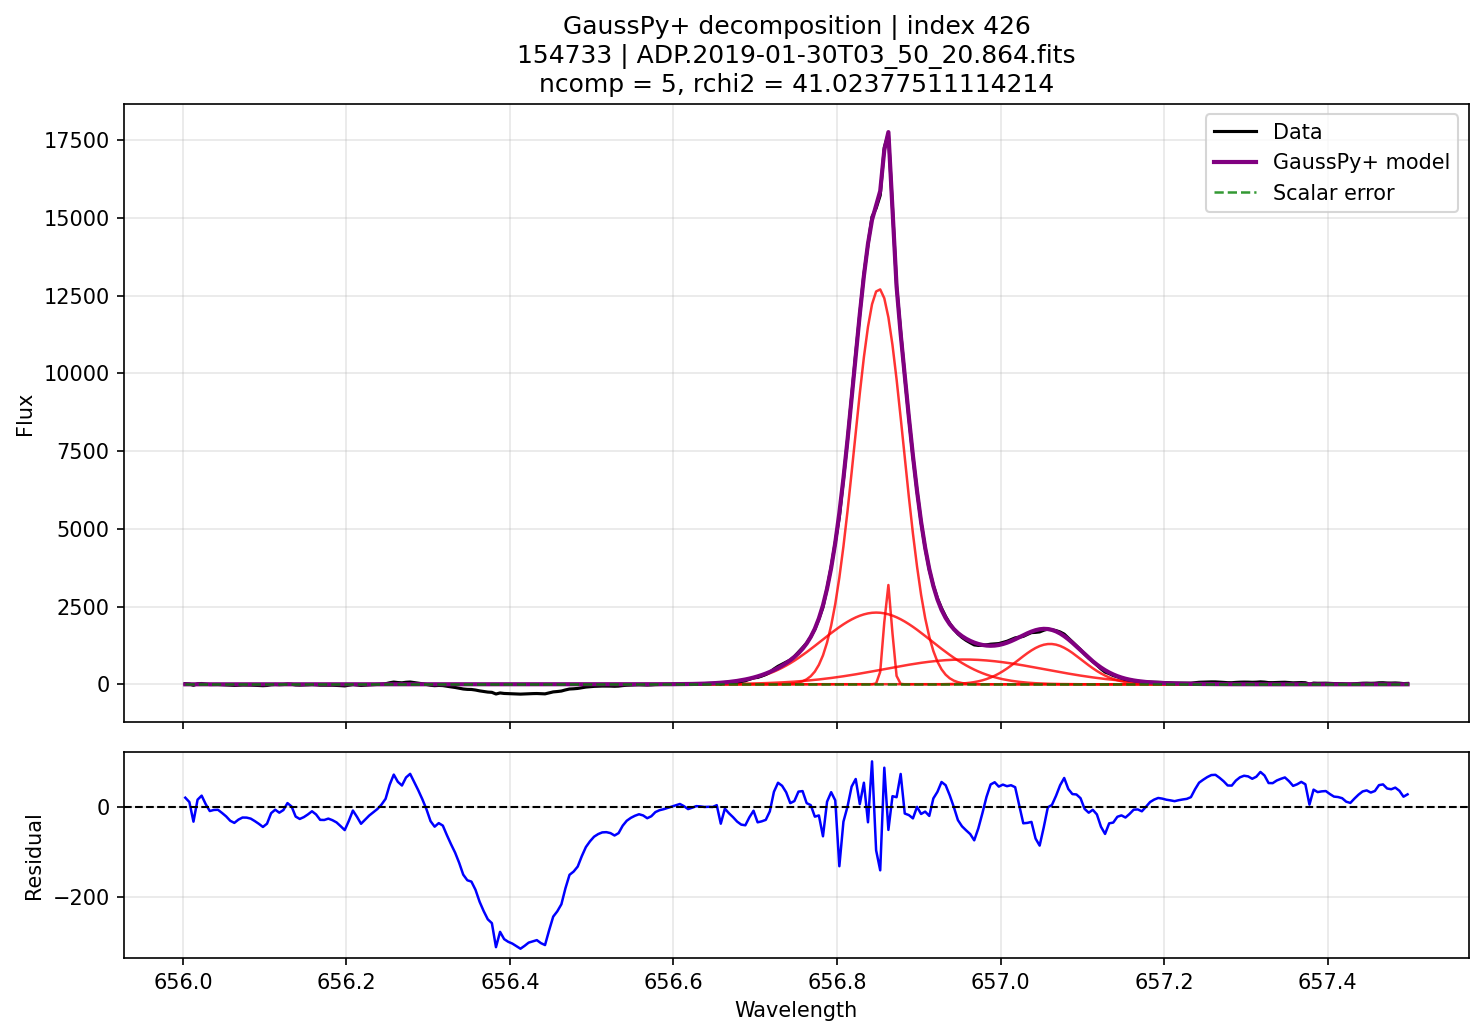 GaussPy+ decomposition | index 426
154733 | ADP.2019-01-30T03_50_20.864.fits
ncomp = 5, rchi2 = 41.02377511114214
Data
GaussPy+ model
Scalar error
17500
15000
12500
10000
7500
5000
2500
0
Flux
0
−200
Residual
656.0 656.2 656.4 656.6 656.8 657.0 657.2 657.4
Wavelength